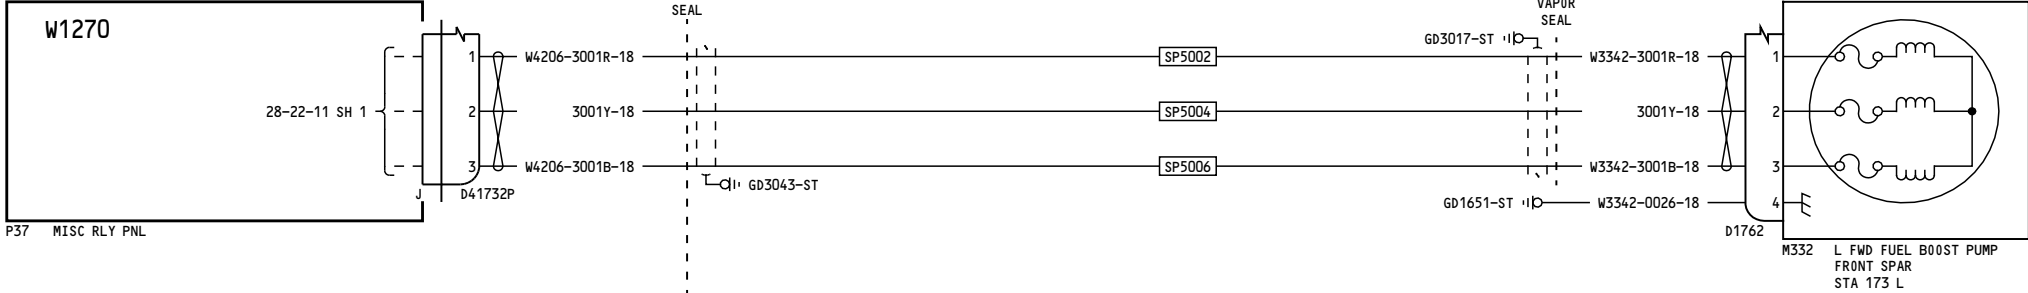 SEAL
VAPOR
SEAL
W1270
GD3017-ST
1 W4206-3001R-18 SP5002 W3342-3001R-18 1
28-22-11 SH 1 2 3001Y-18 SP5004 3001Y-18 2
3 W4206-3001B-18 SP5006 W3342-3001B-18 3
GD3043-ST
J D41732P
GD1651-ST W3342-0026-18 4
P37 MISC RLY PNL
D1762
M332 L FWD FUEL BOOST PUMP
FRONT SPAR
STA 173 L